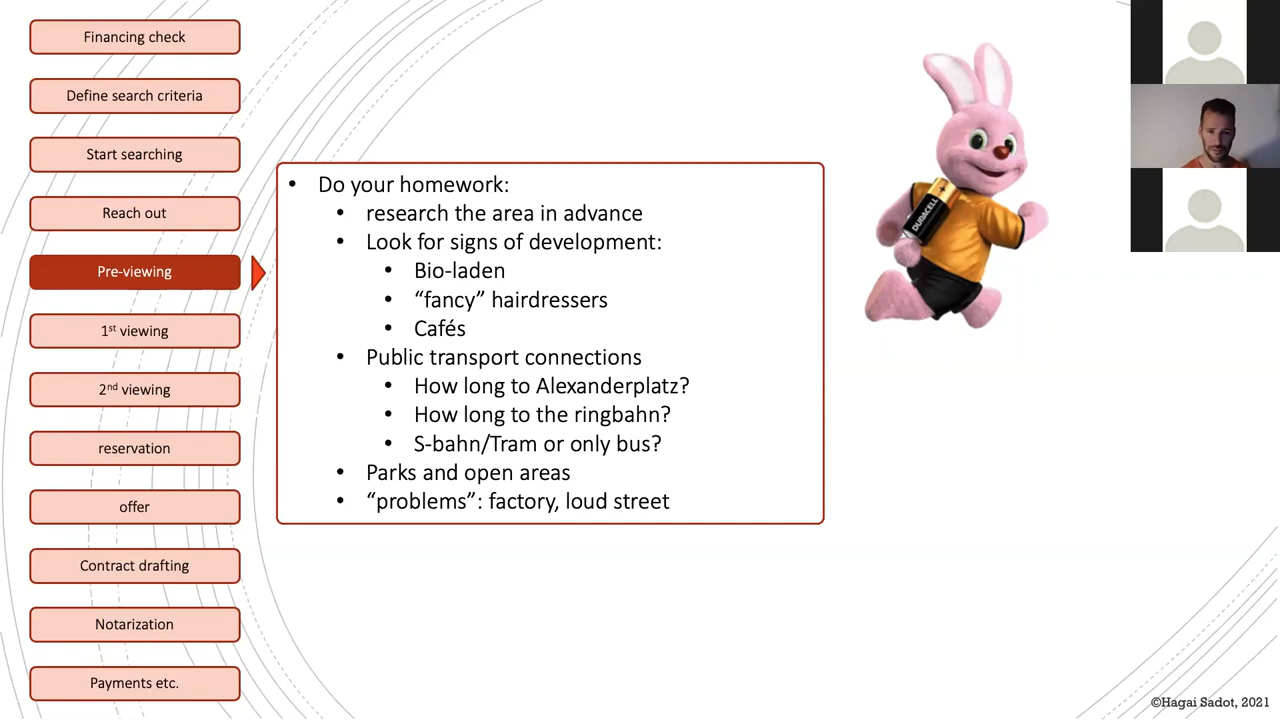 Financing check
Define search criteria
Start searching
Reach out
Pre-viewing
1st viewing
2nd viewing
reservation
offer
Contract drafting
Notarization
Payments etc.
• Do your homework:
• research the area in advance
• Look for signs of development:
• Bio-laden
• “fancy” hairdressers
• Cafés
• Public transport connections
• How long to Alexanderplatz?
• How long to the ringbahn?
• S-bahn/Tram or only bus?
• Parks and open areas
• “problems”: factory, loud street
DURACELL
©Hagai Sadot, 2021